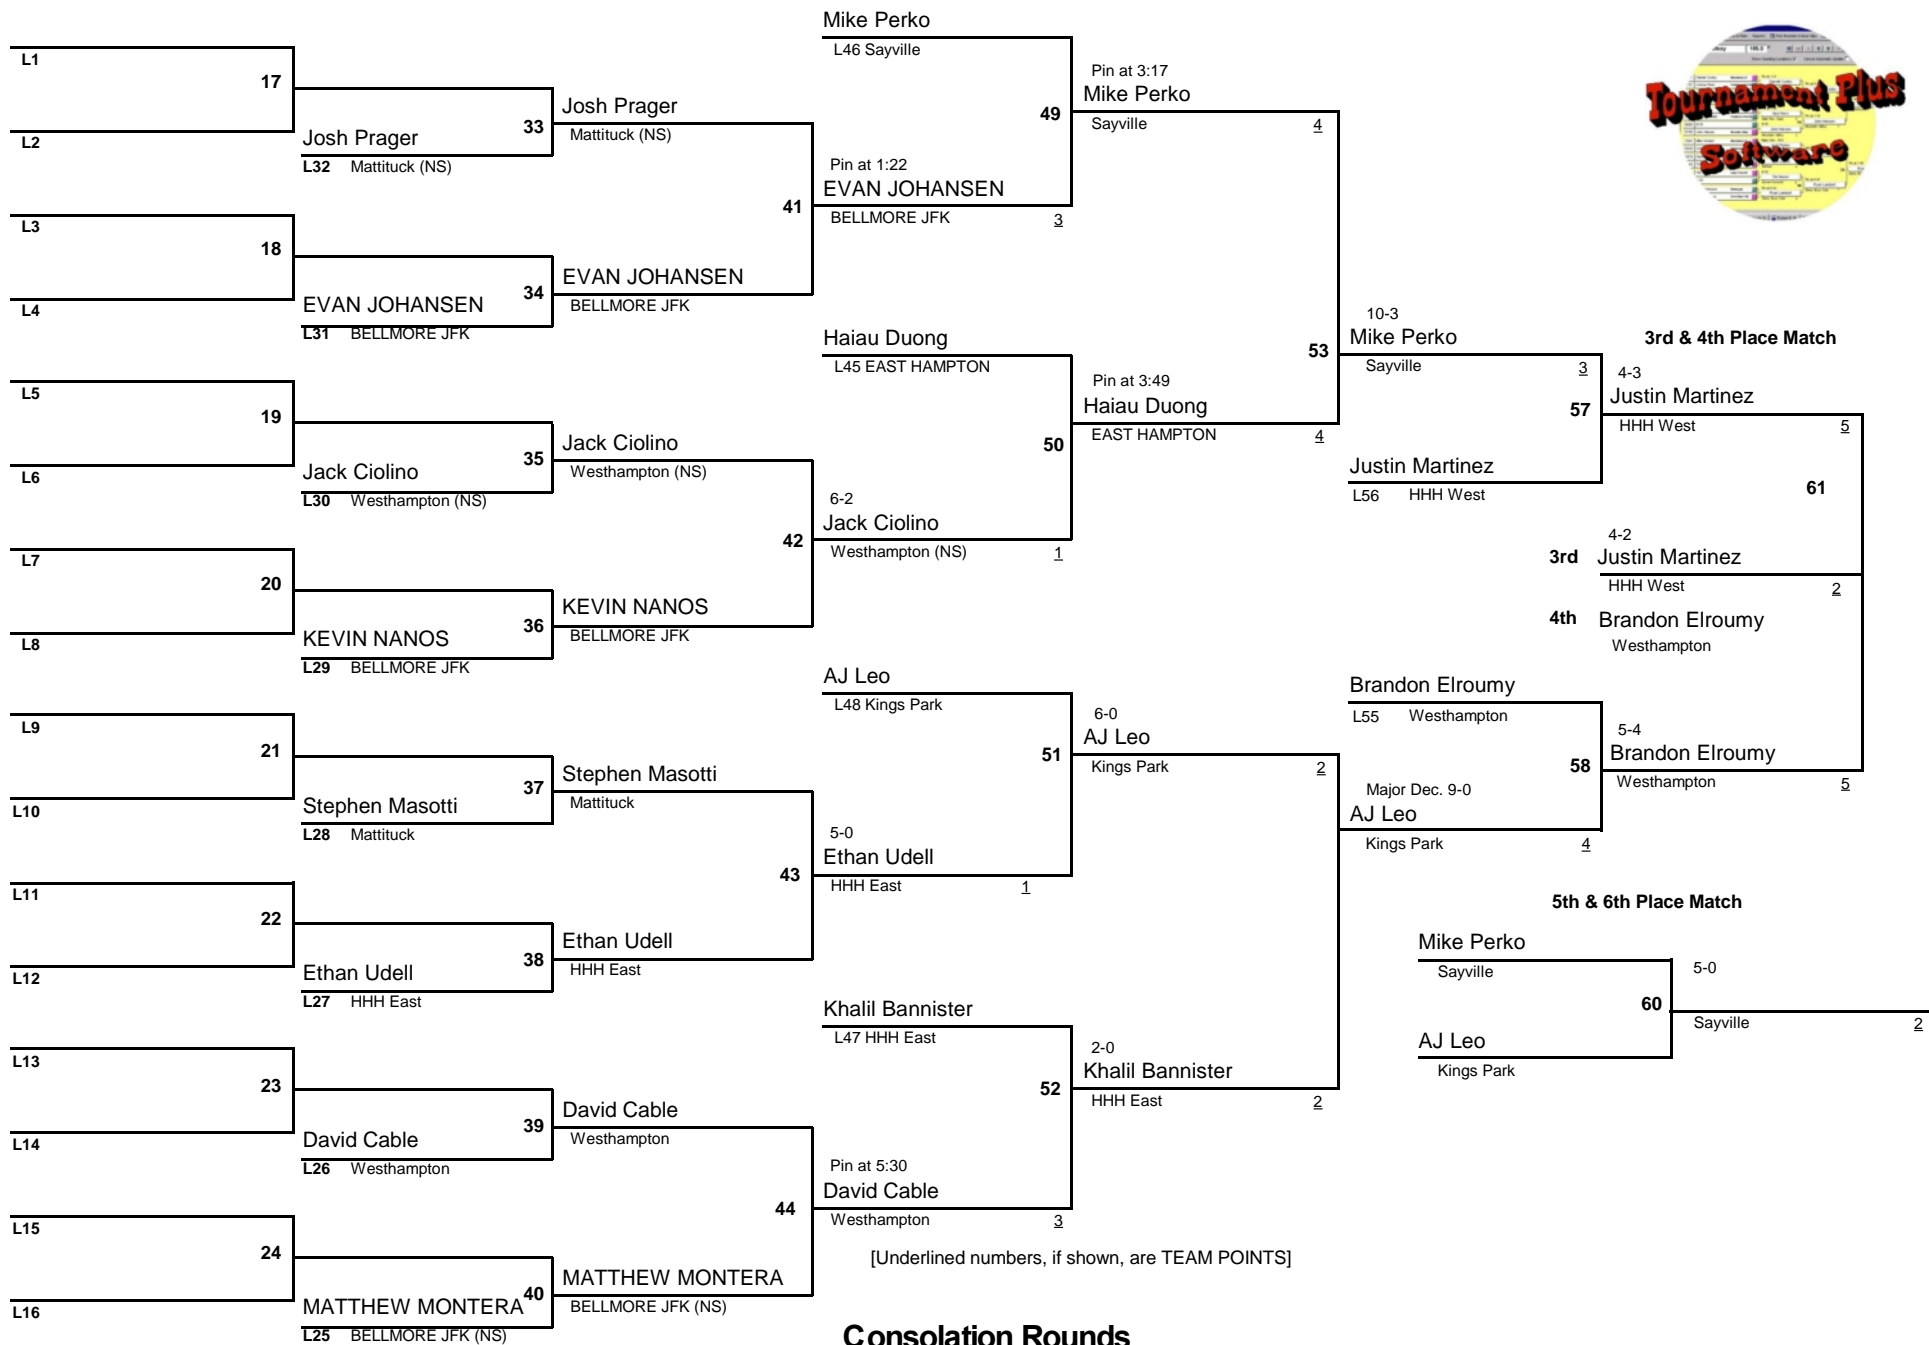 L1
17
L2
Josh Prager
L32 Mattituck (NS)
33
L3
18
L4
EVAN JOHANSEN
L31 BELLMORE JFK
34
L5
19
L6
Jack Ciolino
L30 Westhampton (NS)
35
L7
20
L8
KEVIN NANOS
L29 BELLMORE JFK
36
L9
21
L10
Stephen Masotti
L28 Mattituck
37
L11
22
L12
Ethan Udell
L27 HHH East
38
L13
23
L14
David Cable
L26 Westhampton
39
L15
24
L16
MATTHEW MONTERA
L25 BELLMORE JFK (NS)
40
Josh Prager
Mattituck (NS)
41
EVAN JOHANSEN
BELLMORE JFK
Jack Ciolino
Westhampton (NS)
42
KEVIN NANOS
BELLMORE JFK
Stephen Masotti
Mattituck
43
Ethan Udell
HHH East
David Cable
Westhampton
44
MATTHEW MONTERA
BELLMORE JFK (NS)
Mike Perko
L46 Sayville
49
Pin at 1:22
EVAN JOHANSEN
BELLMORE JFK 3
Haiau Duong
L45 EAST HAMPTON
50
6-2
Jack Ciolino
Westhampton (NS) 1
AJ Leo
L48 Kings Park
51
5-0
Ethan Udell
HHH East 1
Khalil Bannister
L47 HHH East
52
Pin at 5:30
David Cable
Westhampton 3
Pin at 3:17
Mike Perko
Sayville 4
53
Pin at 3:49
Haiau Duong
EAST HAMPTON 4
6-0
AJ Leo
Kings Park 2
2-0
Khalil Bannister
HHH East 2
10-3
Mike Perko
Sayville 3
57
Justin Martinez
L56 HHH West
Brandon Elroumy
L55 Westhampton
58
Major Dec. 9-0
AJ Leo
Kings Park 4
Tournament Plus
Software
3rd & 4th Place Match
4-3
Justin Martinez
HHH West 5
61
4-2
3rd Justin Martinez
HHH West 2
4th Brandon Elroumy
Westhampton
5-4
Brandon Elroumy
Westhampton 5
5th & 6th Place Match
Mike Perko
Sayville
5-0
60
Sayville 2
AJ Leo
Kings Park
[Underlined numbers, if shown, are TEAM POINTS]
Consolation Rounds